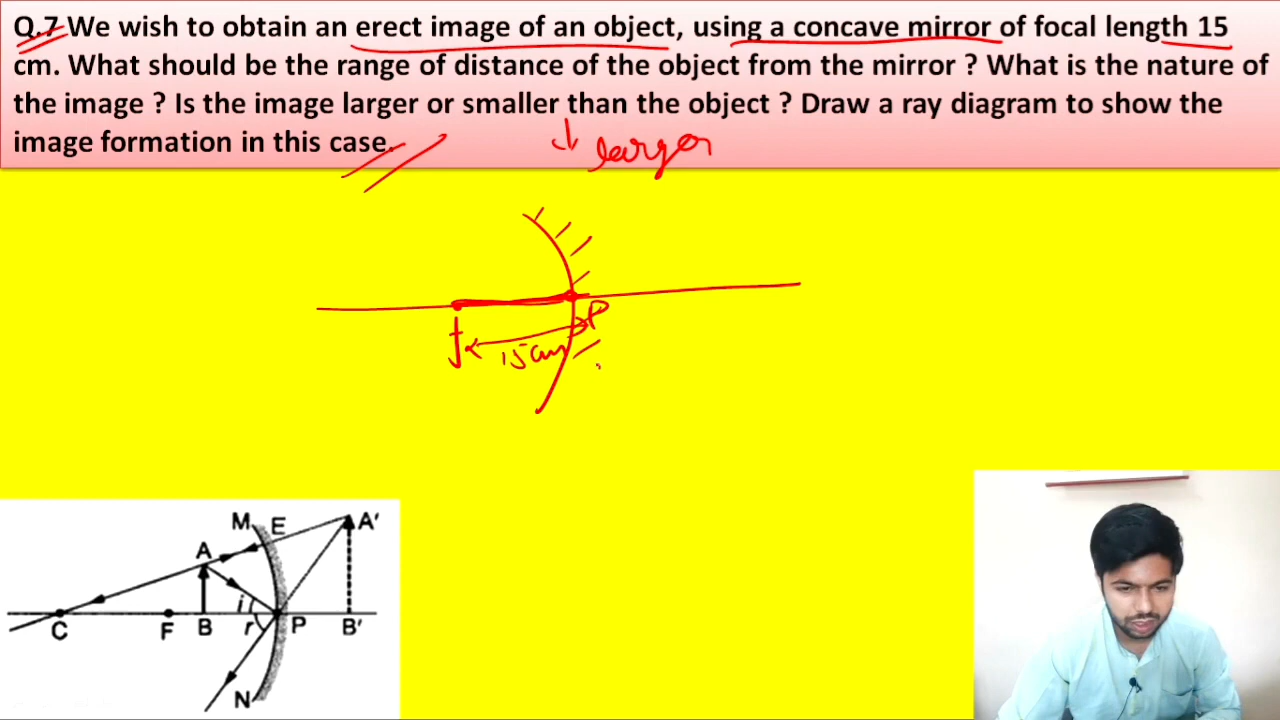 Q.7 We wish to obtain an erect image of an object, using a concave mirror of focal length 15
cm. What should be the range of distance of the object from the mirror ? What is the nature of
the image ? Is the image larger or smaller than the object ? Draw a ray diagram to show the
image formation in this case.
larger
P
f
15cm
M E A'
A
i
C F B r P B'
N